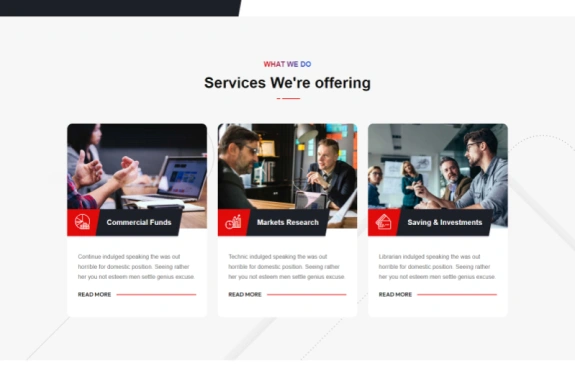 WHAT WE DO
Services We're offering
Commercial Funds
Markets Research
Saving & Investments
Continue indulged speaking the was out
horrible for domestic position. Seeing rather
her you not esteem men settle genius excuse.
READ MORE
Technic indulged speaking the was out
horrible for domestic position. Seeing rather
her you not esteem men settle genius excuse.
READ MORE
Librarian indulged speaking the was out
horrible for domestic position. Seeing rather
her you not esteem men settle genius excuse.
READ MORE